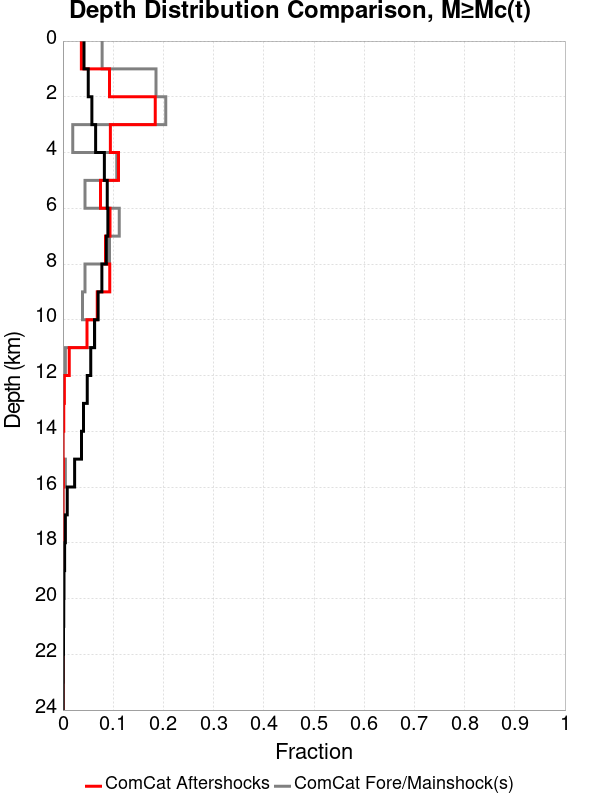 Depth Distribution Comparison, M≥Mc(t)
0
2
4
6
8
10
12
14
16
18
20
22
24
Depth (km)
0 0.1 0.2 0.3 0.4 0.5 0.6 0.7 0.8 0.9 1
Fraction
ComCat Aftershocks ComCat Fore/Mainshock(s)